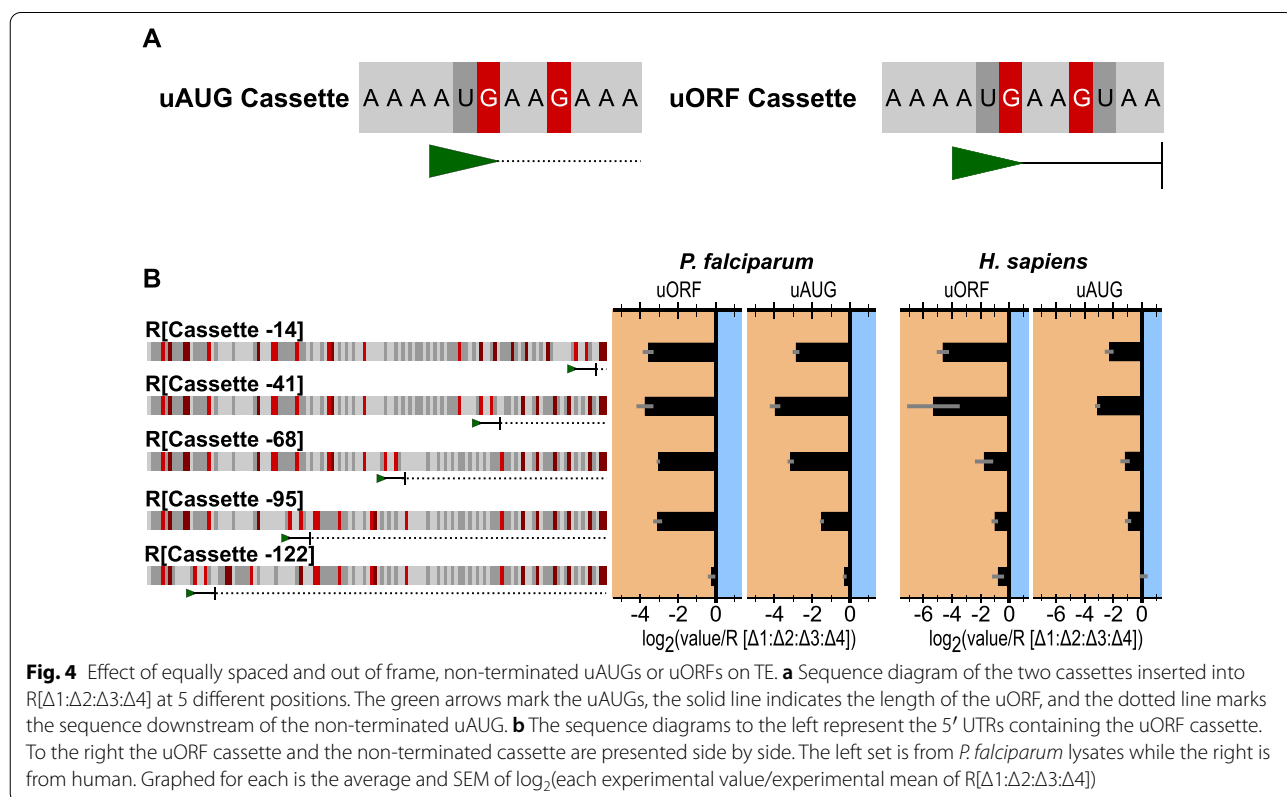 A
uAUG Cassette A A A A U G A A G A A A
uORF Cassette A A A A U G A A G U A A
B
P. falciparum H. sapiens
uORF uAUG uORF uAUG
R[Cassette -14]
R[Cassette -41]
R[Cassette -68]
R[Cassette -95]
R[Cassette -122]
-4 -2 0 -4 -2 0 -6 -4 -2 0 -6 -4 -2 0
log2(value/R [Δ1:Δ2:Δ3:Δ4]) log2(value/R [Δ1:Δ2:Δ3:Δ4])
Fig. 4 Effect of equally spaced and out of frame, non-terminated uAUGs or uORFs on TE. a Sequence diagram of the two cassettes inserted into
R[Δ1:Δ2:Δ3:Δ4] at 5 different positions. The green arrows mark the uAUGs, the solid line indicates the length of the uORF, and the dotted line marks
the sequence downstream of the non-terminated uAUG. b The sequence diagrams to the left represent the 5′ UTRs containing the uORF cassette.
To the right the uORF cassette and the non-terminated cassette are presented side by side. The left set is from P. falciparum lysates while the right is
from human. Graphed for each is the average and SEM of log2(each experimental value/experimental mean of R[Δ1:Δ2:Δ3:Δ4])